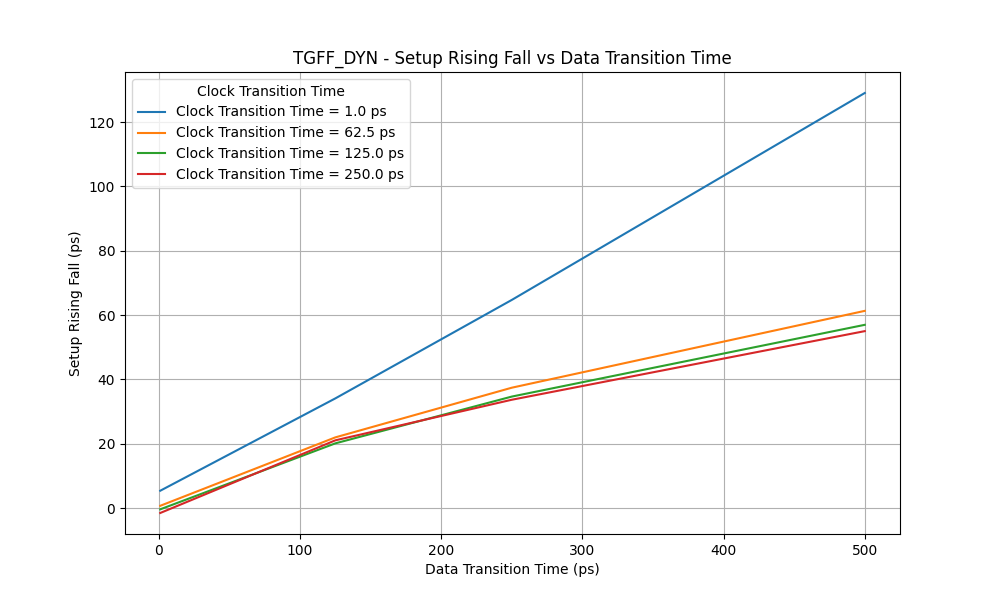 TGFF_DYN - Setup Rising Fall vs Data Transition Time
Clock Transition Time
Clock Transition Time = 1.0 ps
Clock Transition Time = 62.5 ps
Clock Transition Time = 125.0 ps
Clock Transition Time = 250.0 ps
Setup Rising Fall (ps)
120
100
80
60
40
20
0
0 100 200 300 400 500
Data Transition Time (ps)